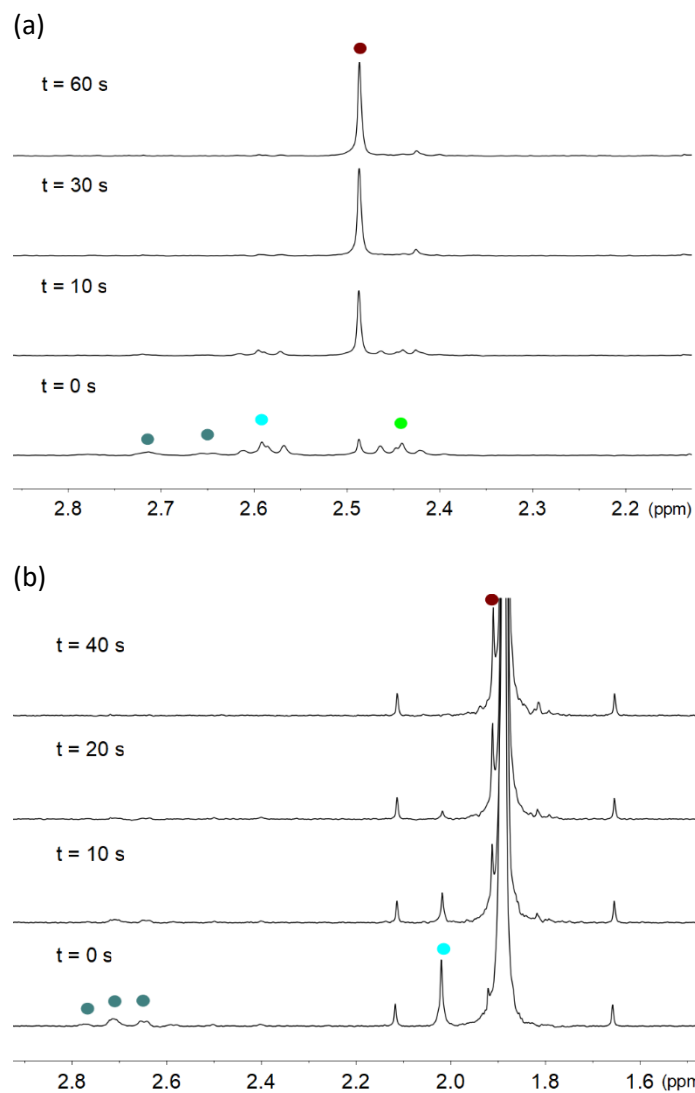 (a)
t = 60 s
t = 30 s
t = 10 s
t = 0 s
2.8 2.7 2.6 2.5 2.4 2.3 2.2 (ppm)
(b)
t = 40 s
t = 20 s
t = 10 s
t = 0 s
2.8 2.6 2.4 2.2 2.0 1.8 1.6 (ppm